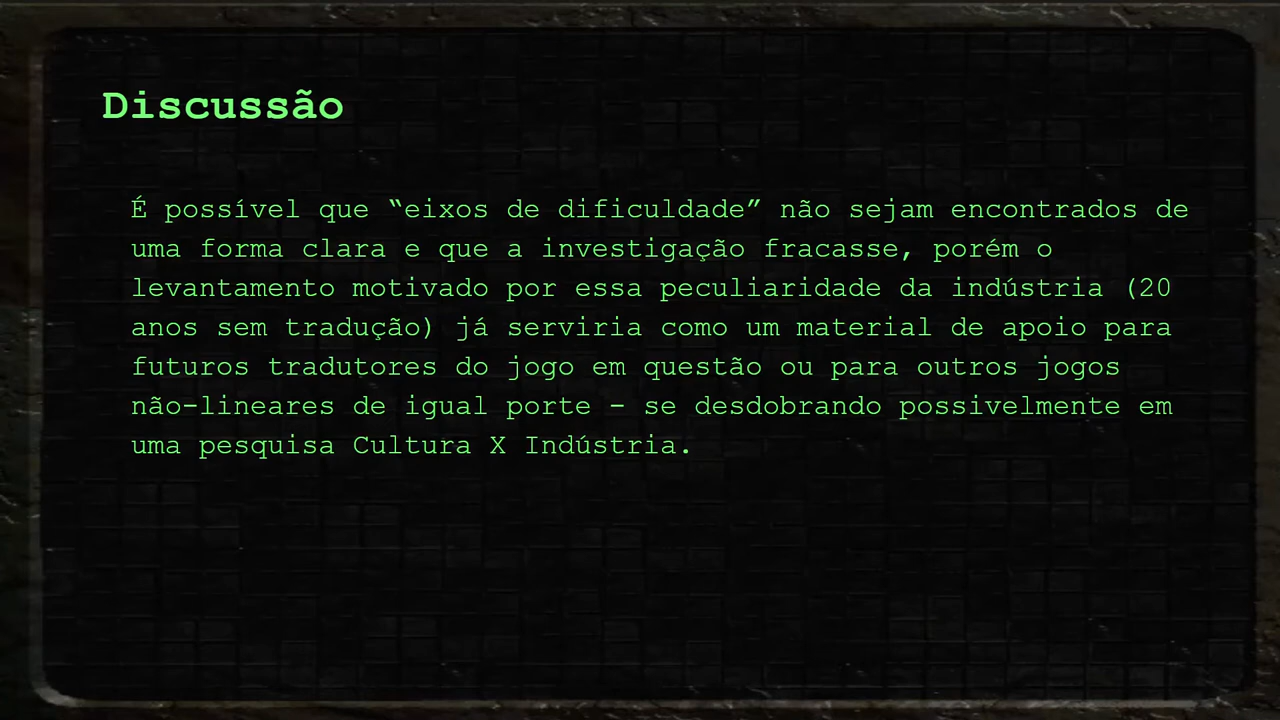 Discussão
É possível que “eixos de dificuldade” não sejam encontrados de
uma forma clara e que a investigação fracasse, porém o
levantamento motivado por essa peculiaridade da indústria (20
anos sem tradução) já serviria como um material de apoio para
futuros tradutores do jogo em questão ou para outros jogos
não-lineares de igual porte – se desdobrando possivelmente em
uma pesquisa Cultura X Indústria.